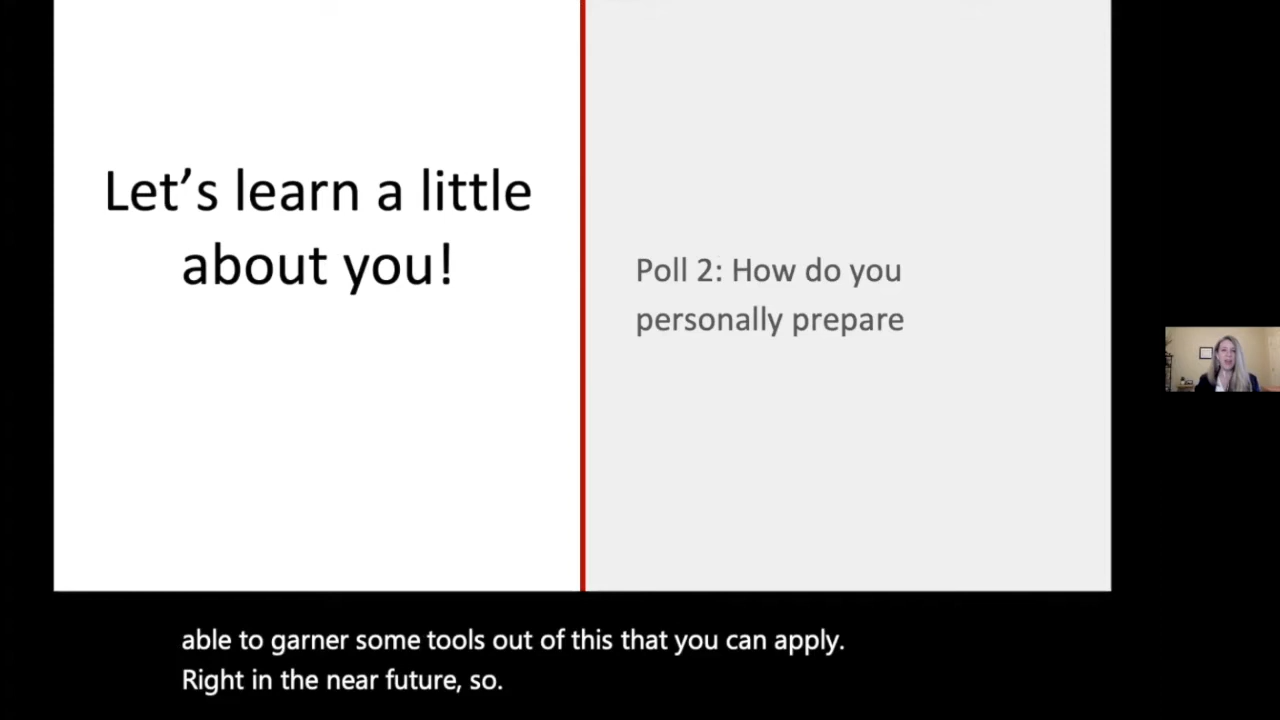 Let’s learn a little
about you!
Poll 2: How do you
personally prepare
able to garner some tools out of this that you can apply.
Right in the near future, so.